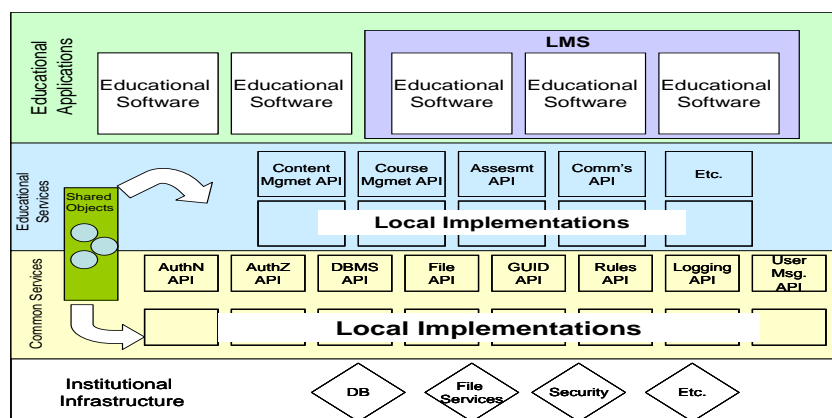 LMS
Educational
Applications
Educational
Software
Educational
Software
Educational
Software
Educational
Software
Educational
Software
Educational
Services
Shared
Objects
Content
Mgmet API
Course
Mgmet API
Assesmt
API
Comm's
API
Etc.
Local Implementations
Common Services
AuthN
API
AuthZ
API
DBMS
API
File
API
GUID
API
Rules
API
Logging
API
User
Msg.
API
Local Implementations
Institutional
Infrastructure
DB
File
Services
Security
Etc.